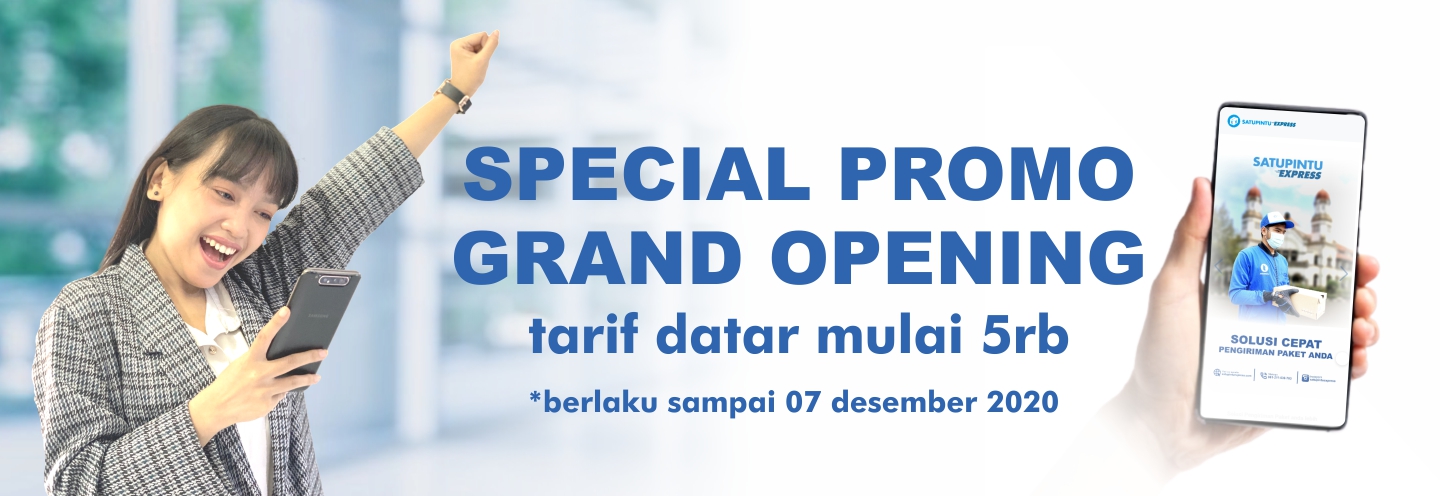 SPECIAL PROMO
GRAND OPENING
tarif datar mulai 5rb
*berlaku sampai 07 desember 2020
SATUPINTU EXPRESS
SATUPINTU
EXPRESS
SOLUSI CEPAT
PENGIRIMAN PAKET ANDA